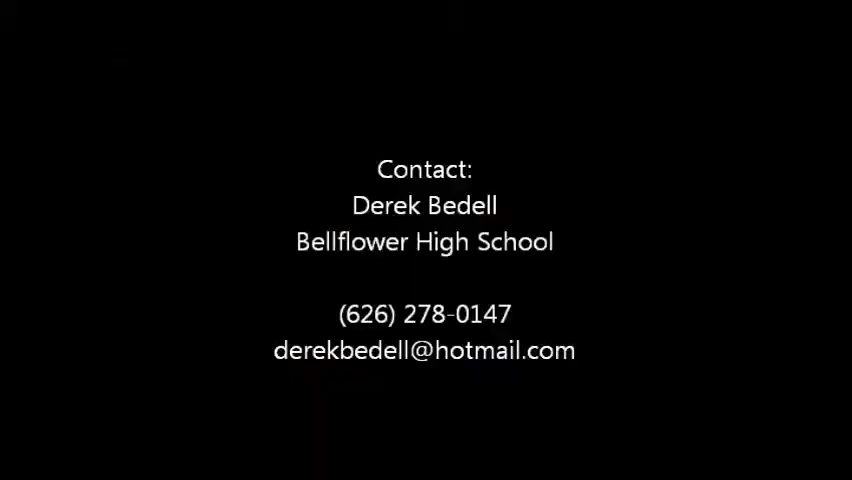 Contact:
Derek Bedell
Bellflower High School
(626) 278-0147
derekbedell@hotmail.com